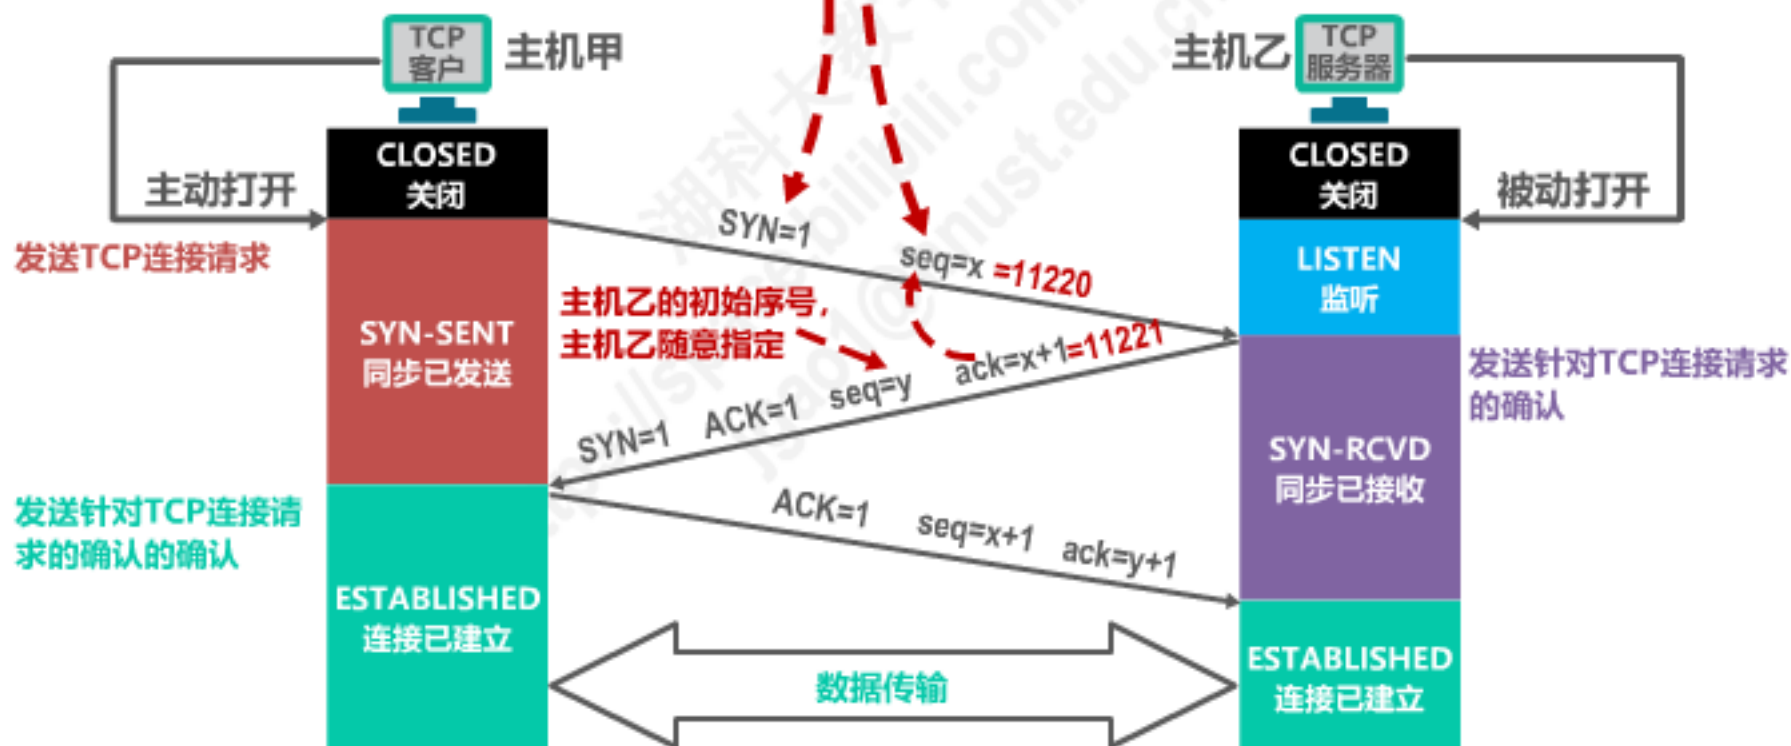 TCP
客户
主机甲
主机乙
TCP
服务器
CLOSED
关闭
CLOSED
关闭
主动打开
被动打开
发送TCP连接请求
SYN=1
seq=x =11220
LISTEN
监听
主机乙的初始序号,
主机乙随意指定
SYN-SENT
同步已发送
SYN=1 ACK=1 seq=y ack=x+1=11221
发送针对TCP连接请求
的确认
SYN-RCVD
同步已接收
发送针对TCP连接请
求的确认的确认
ACK=1 seq=x+1 ack=y+1
ESTABLISHED
连接已建立
ESTABLISHED
连接已建立
数据传输